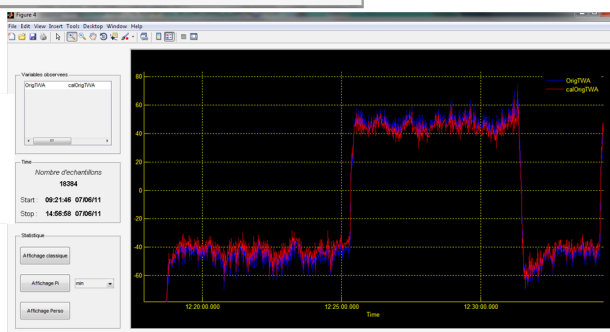 Figure 4
File Edit View Insert Tools Desktop Window Help
Variables observees
OrigTWA calOrigTWA
Time
Nombre d'echantillons
18384
Start : 09:21:46 07/06/11
Stop : 14:56:58 07/06/11
Statistique
Affichage classique
Affichage Pi min
Affichage Perso
80
60
40
20
0
-20
-40
-60
OrigTWA
calOrigTWA
12:20:00.000 12:25:00.000 12:30:00.000
Time